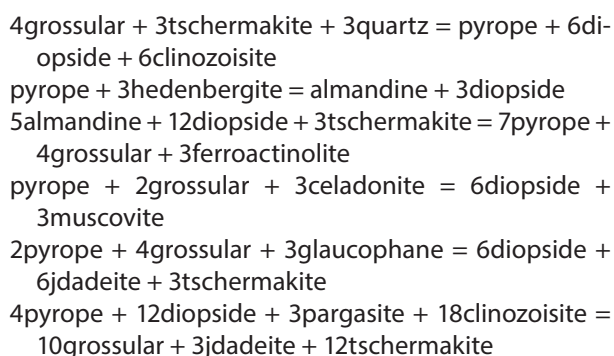 4grossular + 3tschermakite + 3quartz = pyrope + 6di-
opside + 6clinozoisite
pyrope + 3hedenbergite = almandine + 3diopside
5almandine + 12diopside + 3tschermakite = 7pyrope +
4grossular + 3ferroactinolite
pyrope + 2grossular + 3celadonite = 6diopside +
3muscovite
2pyrope + 4grossular + 3glaucophane = 6diopside +
6jdadeite + 3tschermakite
4pyrope + 12diopside + 3pargasite + 18clinozoisite =
10grossular + 3jdadeite + 12tschermakite